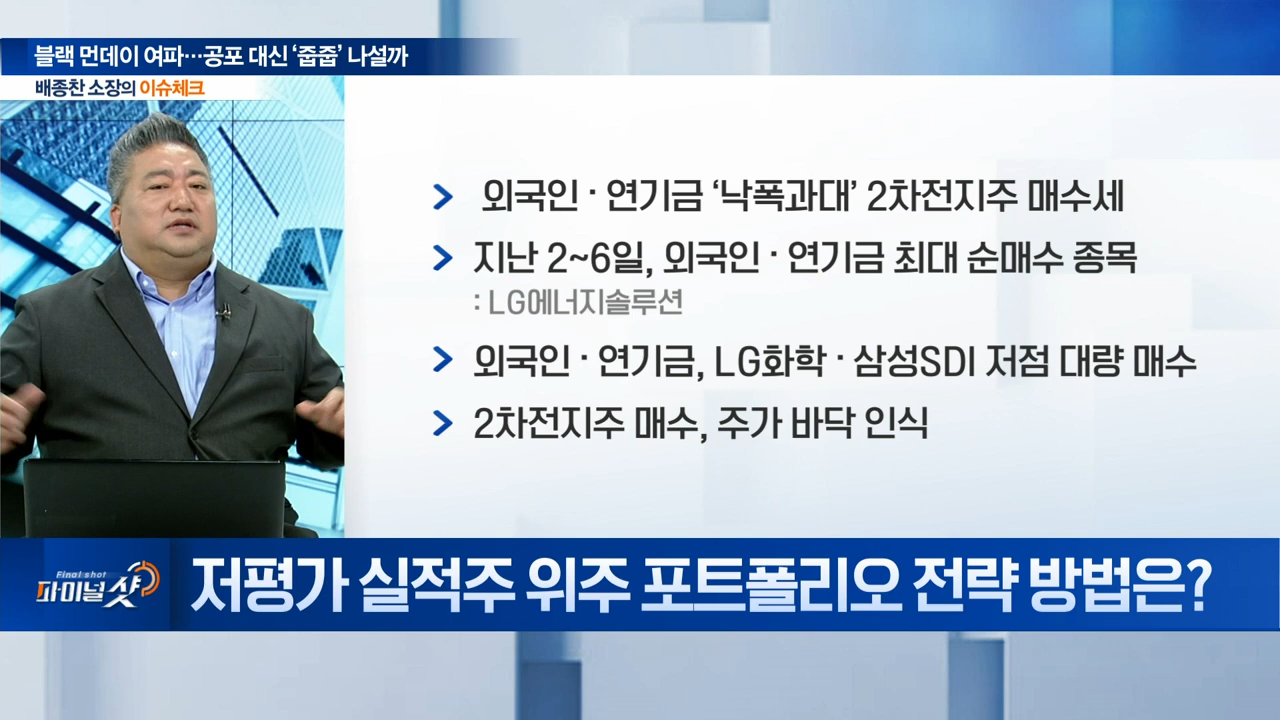 블랙 먼데이 여파…공포 대신 ‘줍줍’ 나설까
배종찬 소장의 이슈체크
외국인·연기금 ‘낙폭과대’ 2차전지주 매수세
지난 2~6일, 외국인·연기금 최대 순매수 종목
: LG에너지솔루션
외국인·연기금, LG화학·삼성SDI 저점 대량 매수
2차전지주 매수, 주가 바닥 인식
Final shot
파이널 샷
저평가 실적주 위주 포트폴리오 전략 방법은?